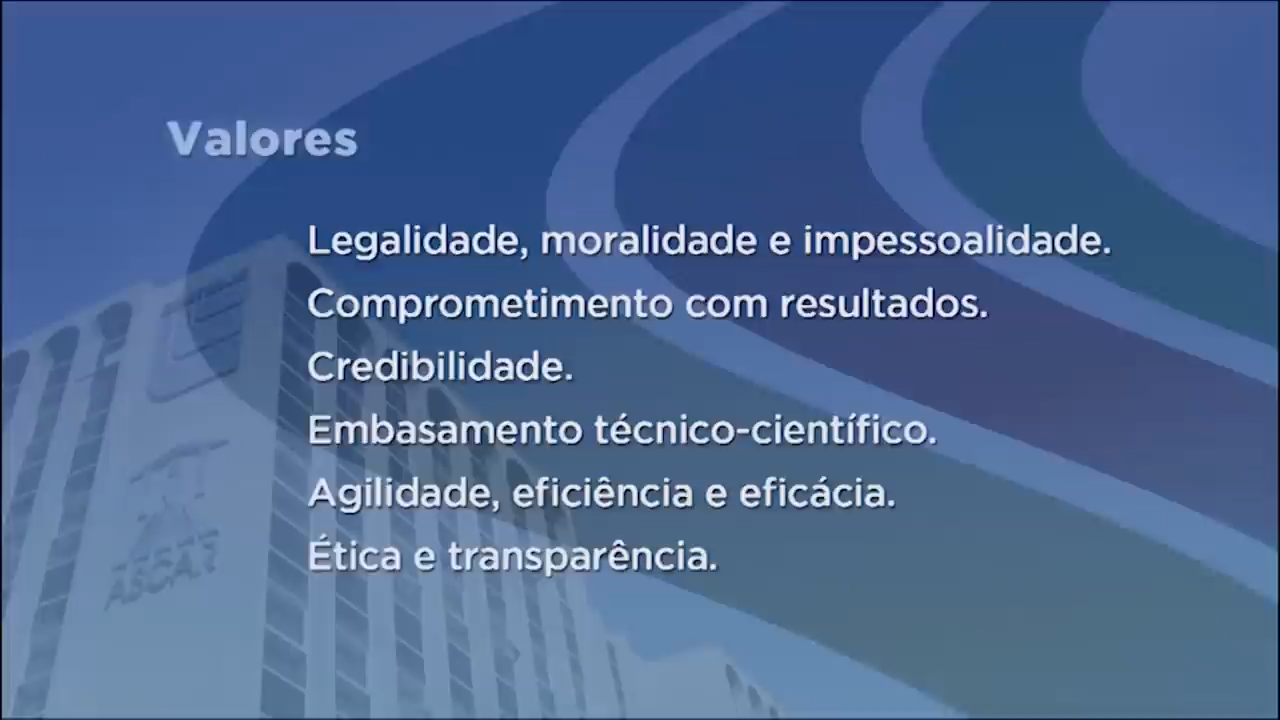 Valores
Legalidade, moralidade e impessoalidade.
Comprometimento com resultados.
Credibilidade.
Embasamento técnico-científico.
Agilidade, eficiência e eficácia.
Ética e transparência.
ASCAR